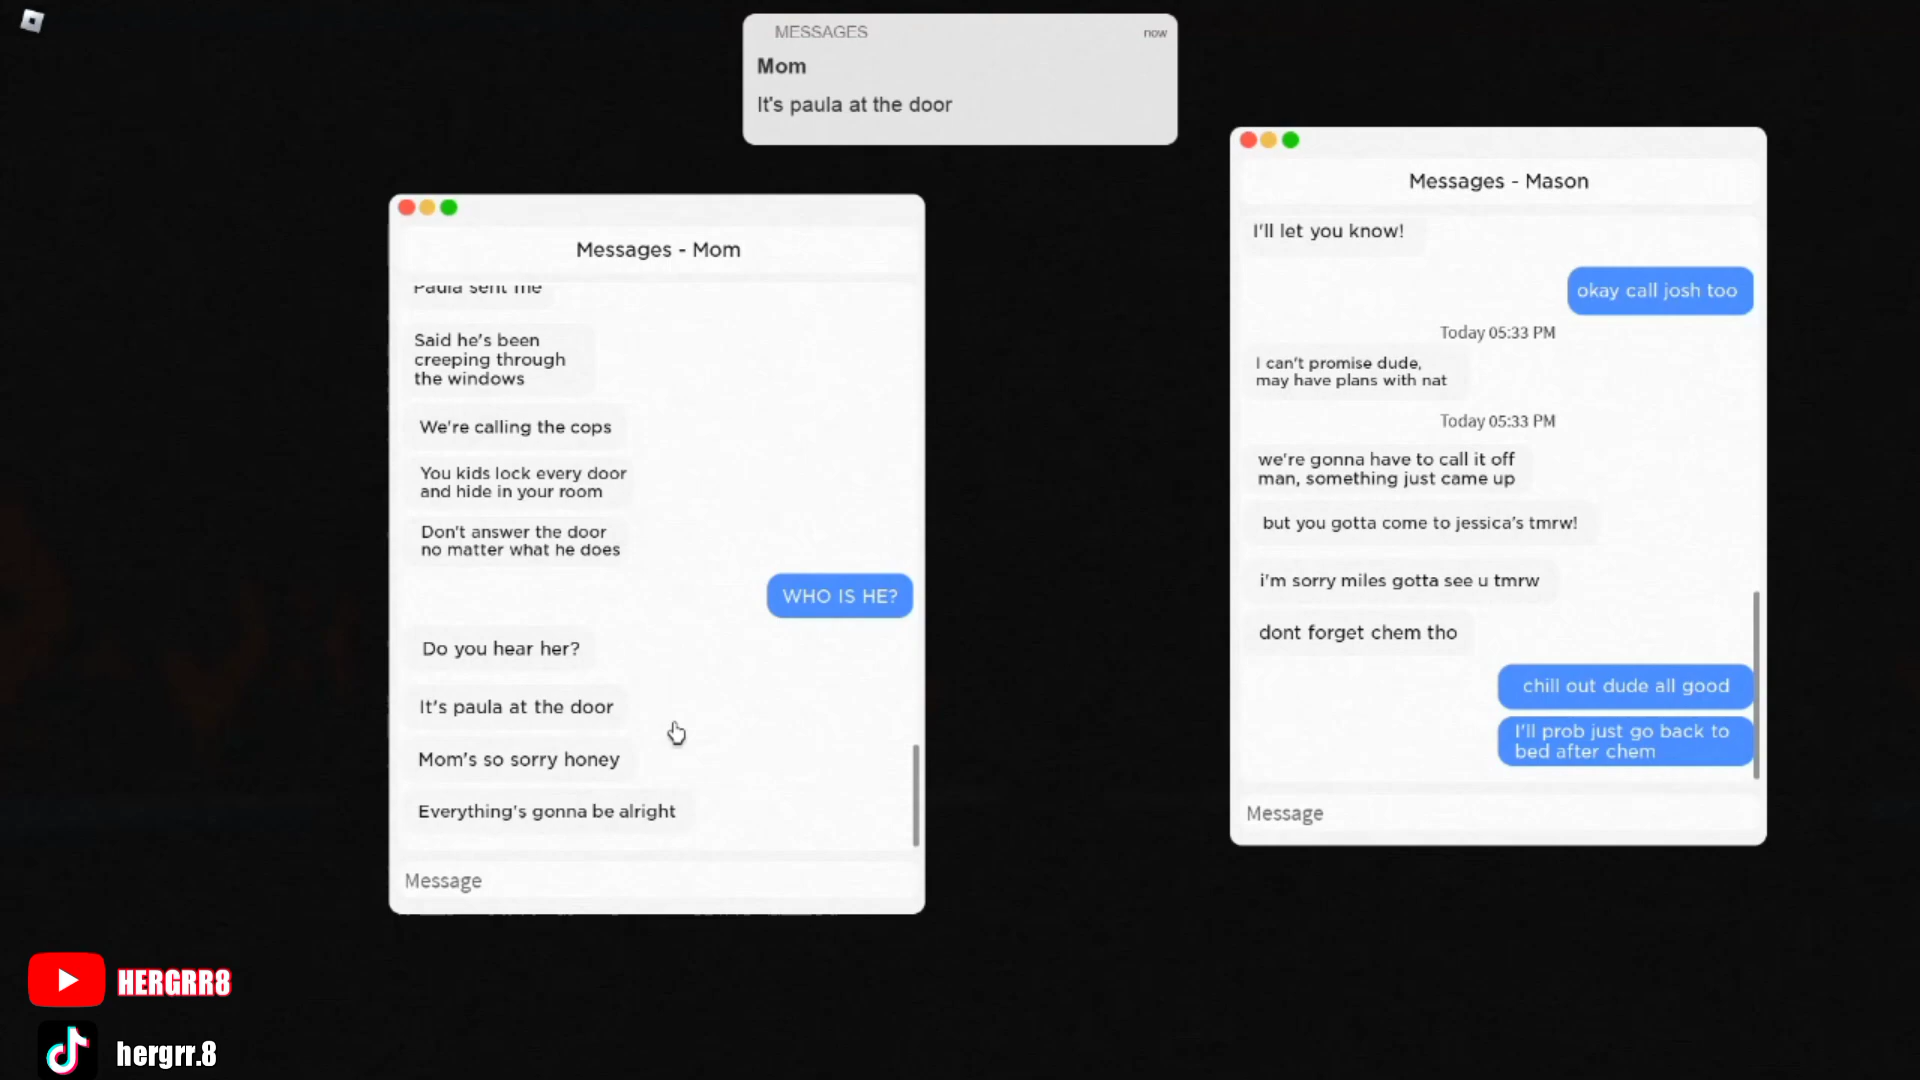 MESSAGES
now
Mom
It's paula at the door
Messages - Mom
Paula sent me
Said he's been
creeping through
the windows
We're calling the cops
You kids lock every door
and hide in your room
Don't answer the door
no matter what he does
WHO IS HE?
Do you hear her?
It's paula at the door
Mom's so sorry honey
Everything's gonna be alright
Message
Messages - Mason
I'll let you know!
okay call josh too
Today 05:33 PM
I can't promise dude,
may have plans with nat
Today 05:33 PM
we're gonna have to call it off
man, something just came up
but you gotta come to jessica's tmrw!
i'm sorry miles gotta see u tmrw
dont forget chem tho
chill out dude all good
I'll prob just go back to
bed after chem
Message
HERGRR8
hergrr.8